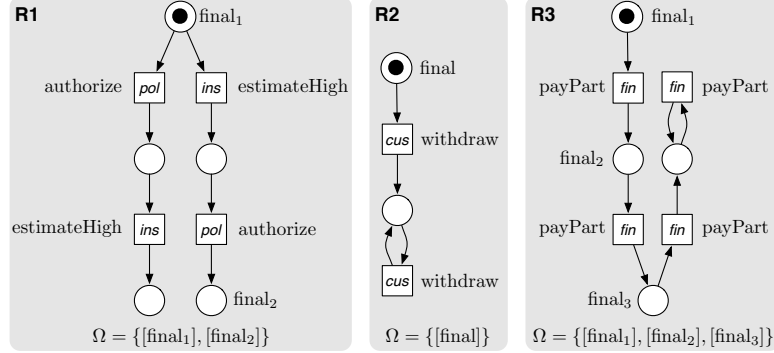 R1
final₁
authorize pol ins estimateHigh
estimateHigh ins pol authorize
final₂
Ω = {[final₁], [final₂]}
R2
final
cus withdraw
cus withdraw
Ω = {[final]}
R3
final₁
payPart fin fin payPart
final₂
payPart fin fin payPart
final₃
Ω = {[final₁], [final₂], [final₃]}